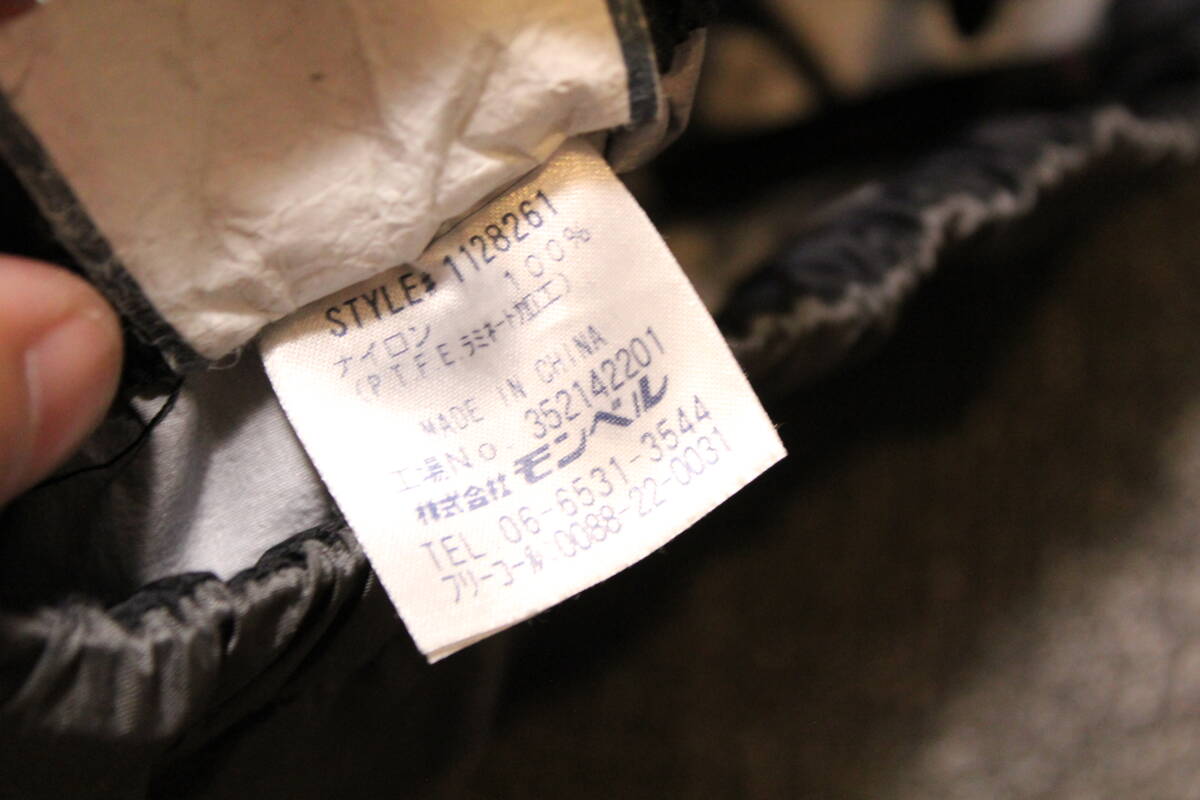 STYLE# 1128261
ナイロン 100%
(PTFE.ラミネート加工)
MADE IN CHINA
工場No. 352142201
株式会社モンベル
TEL 06-6531-3544
フリーコール:0088-22-0031